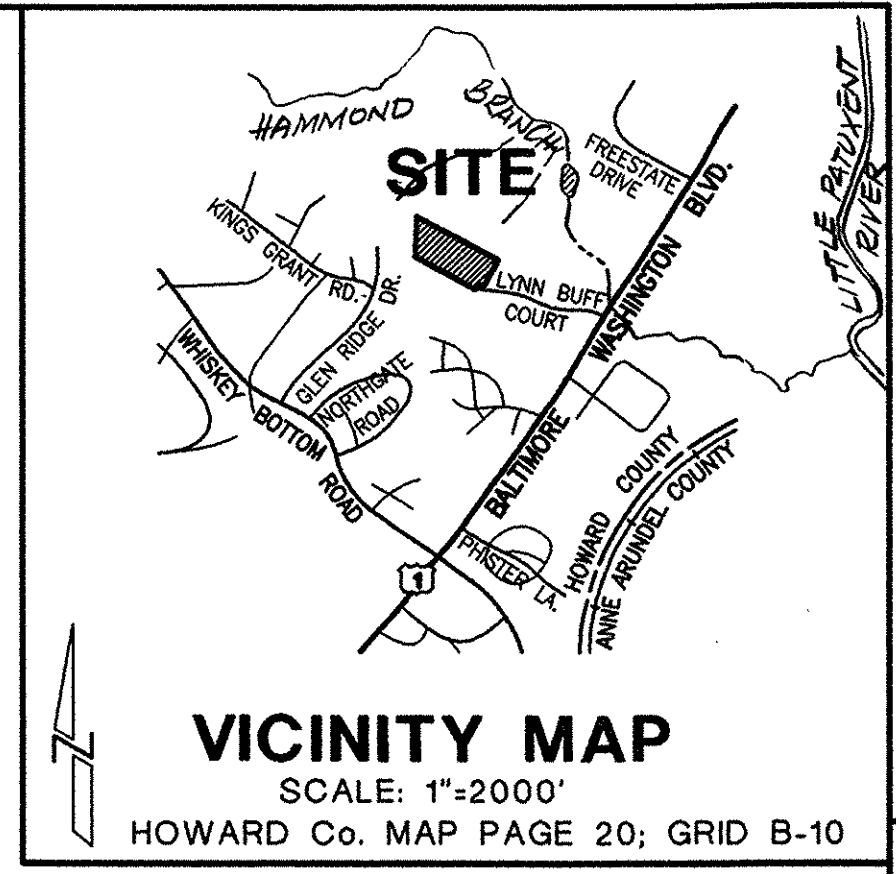 HAMMOND
BRANCH
SITE
FREESTATE
DRIVE
LITTLE PATUXENT
RIVER
KINGS GRANT RD.
GLEN RIDGE DR.
LYNN BUFF
COURT
BALTIMORE WASHINGTON BLVD.
WHISKEY BOTTOM ROAD
NORTHGATE
ROAD
HOWARD COUNTY
ANNE ARUNDEL COUNTY
PHISTER LA.
1
N
VICINITY MAP
SCALE: 1"=2000'
HOWARD Co. MAP PAGE 20; GRID B-10